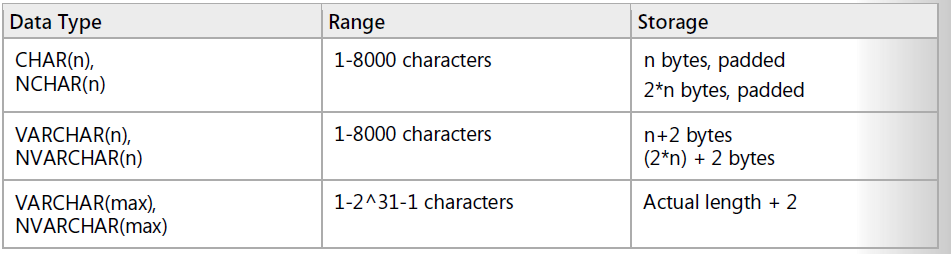 Data Type Range Storage
CHAR(n), 1-8000 characters n bytes, padded
NCHAR(n) 2*n bytes, padded
VARCHAR(n), 1-8000 characters n+2 bytes
NVARCHAR(n) (2*n) + 2 bytes
VARCHAR(max), 1-2^31-1 characters Actual length + 2
NVARCHAR(max)